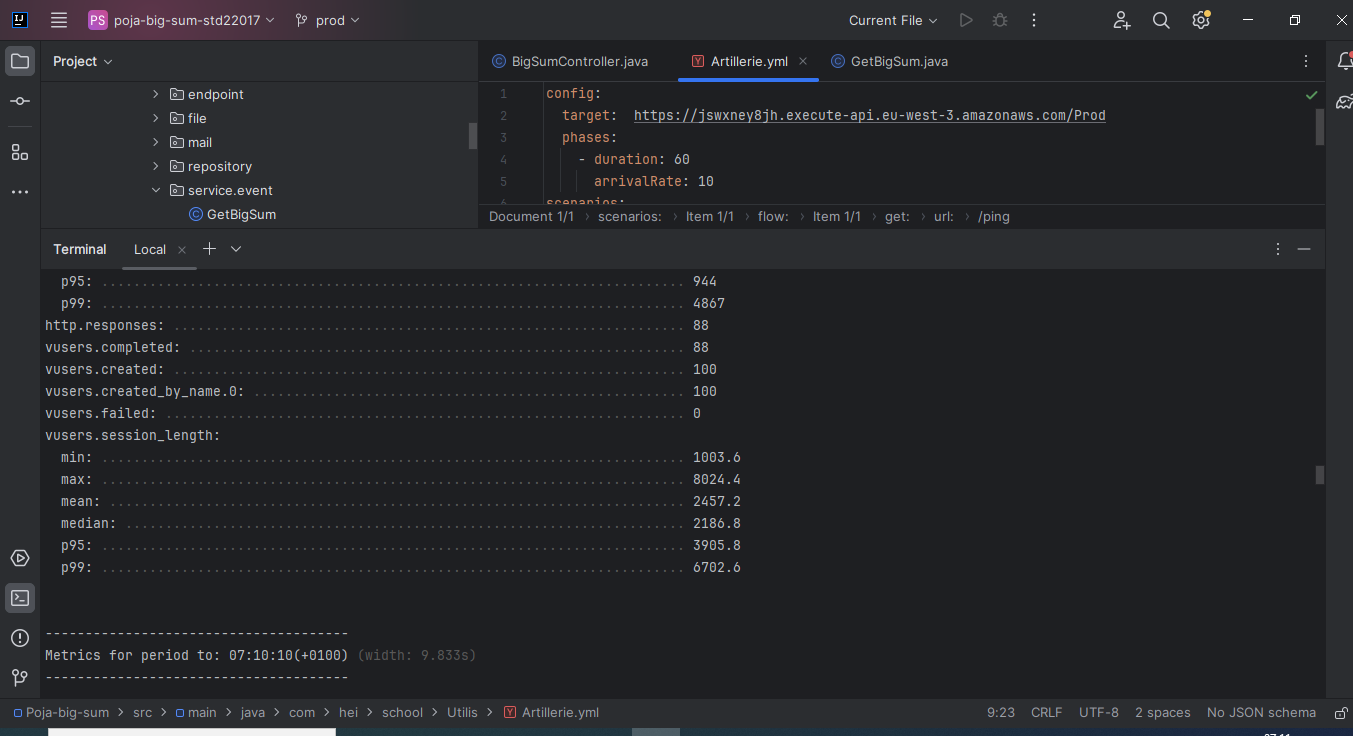 PS poja-big-sum-std22017 prod Current File
Project
BigSumController.java Artillerie.yml GetBigSum.java
endpoint
file
mail
repository
service.event
GetBigSum
1 config:
2 target: https://jswxney8jh.execute-api.eu-west-3.amazonaws.com/Prod
3 phases:
4 - duration: 60
5 arrivalRate: 10
6 scenarios:
Document 1/1 › scenarios: › Item 1/1 › flow: › Item 1/1 › get: › url: › /ping
Terminal Local
p95: ......................................................................... 944
p99: ......................................................................... 4867
http.responses: ................................................................ 88
vusers.completed: .............................................................. 88
vusers.created: ................................................................ 100
vusers.created_by_name.0: ...................................................... 100
vusers.failed: ................................................................. 0
vusers.session_length:
min: ......................................................................... 1003.6
max: ......................................................................... 8024.4
mean: ........................................................................ 2457.2
median: ...................................................................... 2186.8
p95: ......................................................................... 3905.8
p99: ......................................................................... 6702.6
--------------------------------------
Metrics for period to: 07:10:10(+0100) (width: 9.833s)
--------------------------------------
Poja-big-sum › src › main › java › com › hei › school › Utilis › Artillerie.yml 9:23 CRLF UTF-8 2 spaces No JSON schema